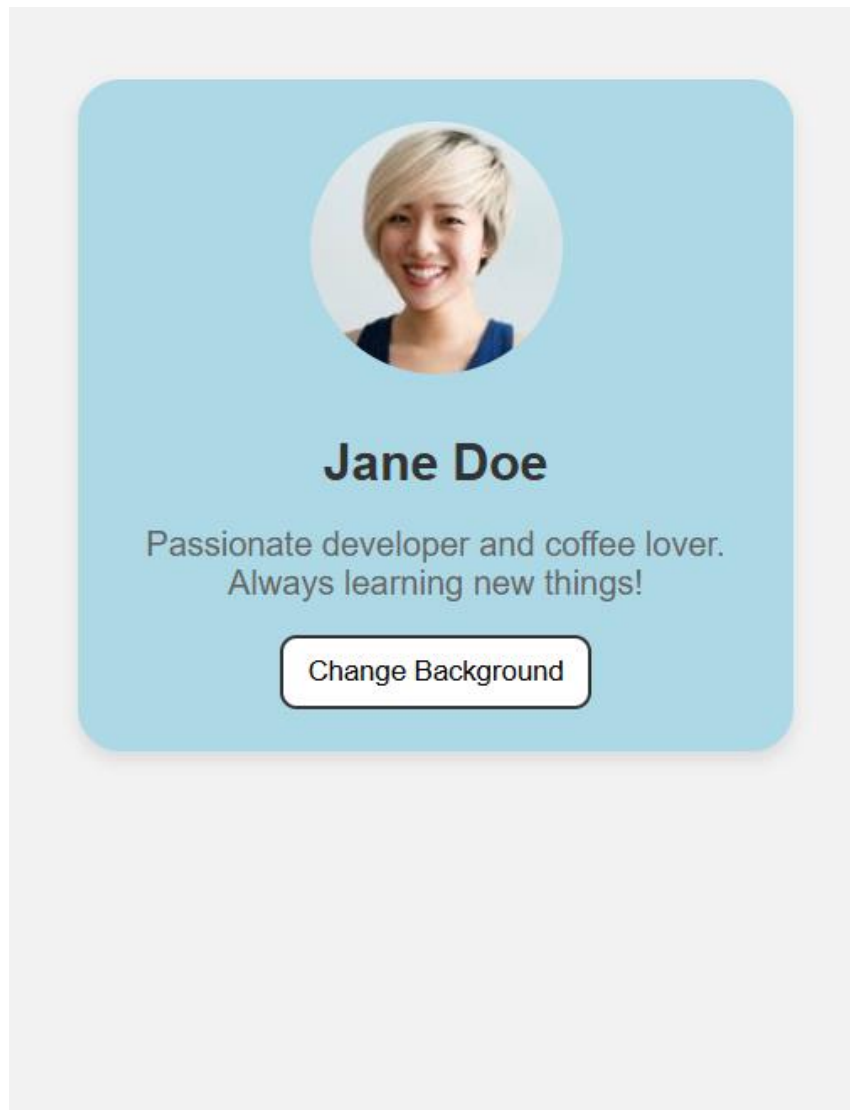 Jane Doe
Passionate developer and coffee lover.
Always learning new things!
Change Background